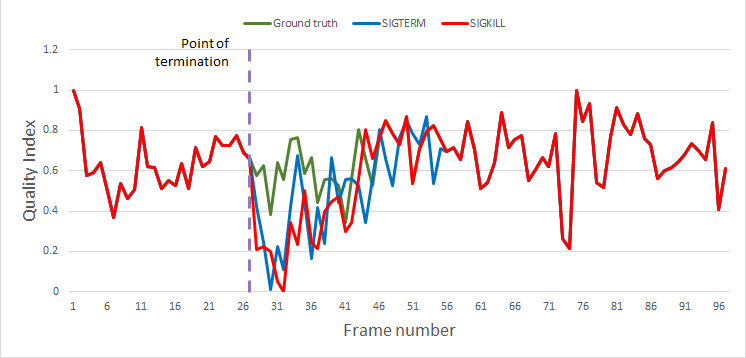 Ground truth SIGTERM SIGKILL
Point of
termination
1.2
1
0.8
0.6
0.4
0.2
0
Quality Index
1 6 11 16 21 26 31 36 41 46 51 56 61 66 71 76 81 86 91 96
Frame number